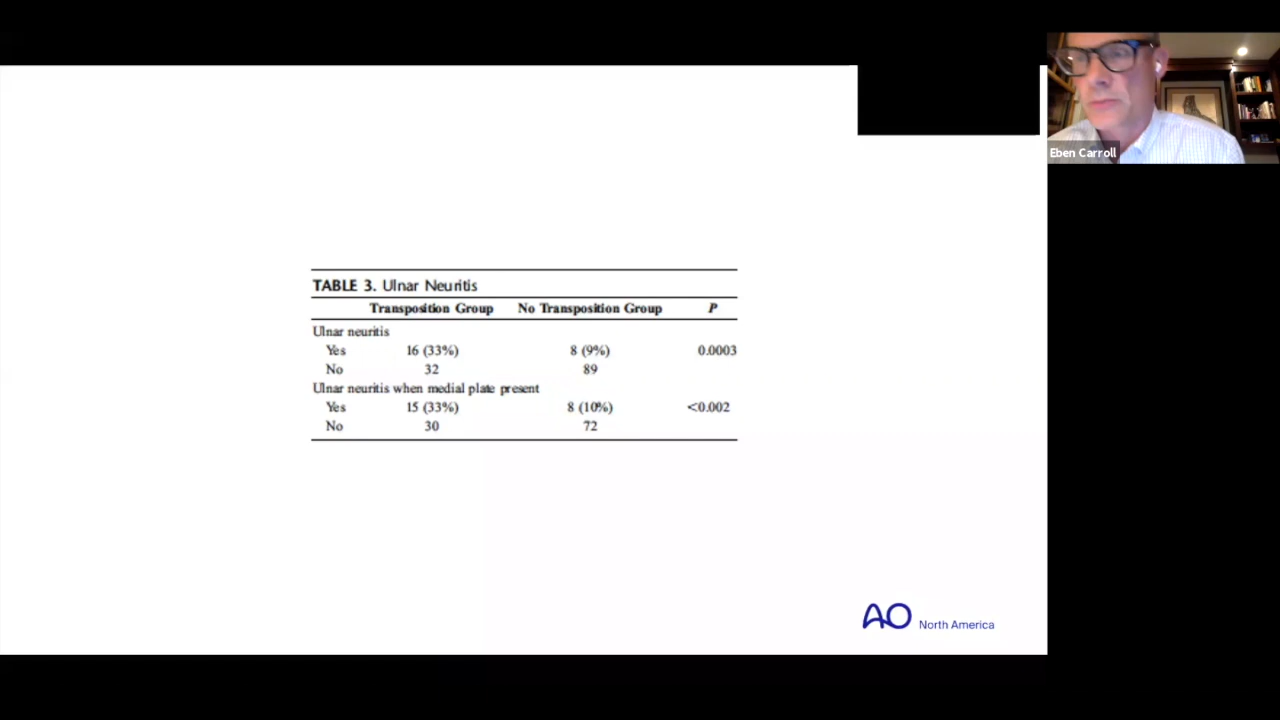 Eben Carroll
TABLE 3. Ulnar Neuritis
Transposition Group No Transposition Group P
Ulnar neuritis
Yes 16 (33%) 8 (9%) 0.0003
No 32 89
Ulnar neuritis when medial plate present
Yes 15 (33%) 8 (10%) <0.002
No 30 72
AO North America